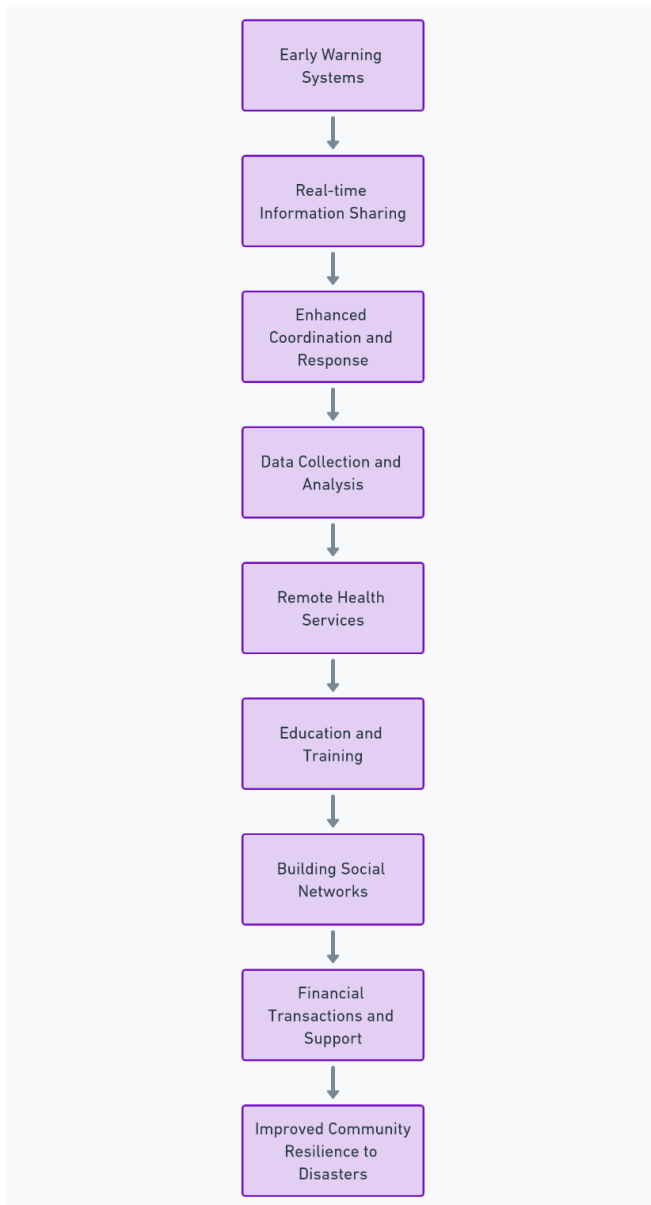 Early Warning
Systems
Real-time
Information Sharing
Enhanced
Coordination and
Response
Data Collection and
Analysis
Remote Health
Services
Education and
Training
Building Social
Networks
Financial
Transactions and
Support
Improved Community
Resilience to
Disasters